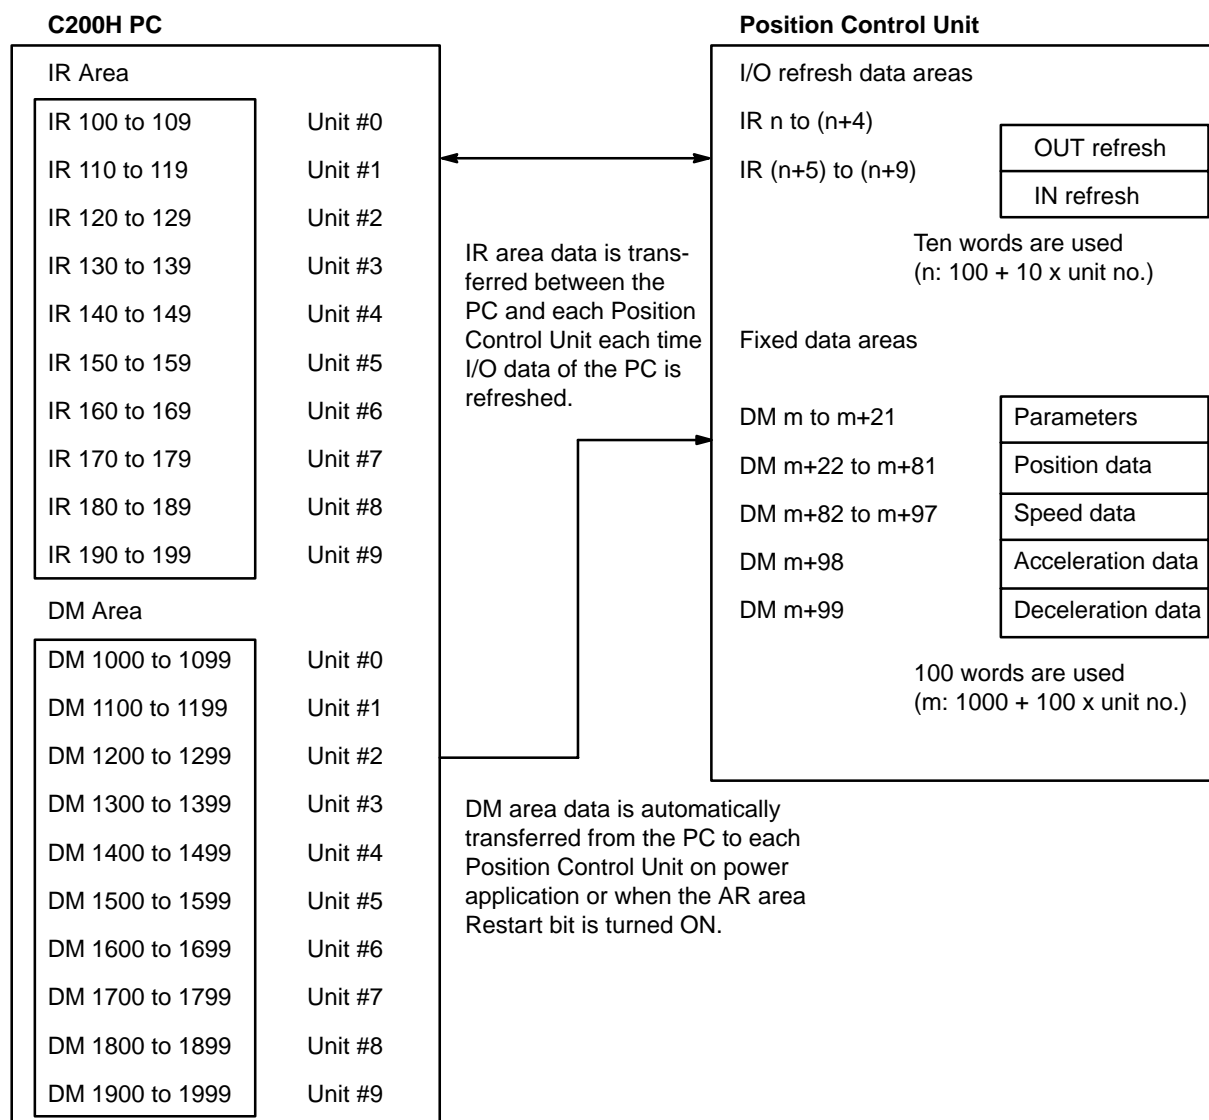 C200H PC
IR Area
IR 100 to 109 Unit #0
IR 110 to 119 Unit #1
IR 120 to 129 Unit #2
IR 130 to 139 Unit #3
IR 140 to 149 Unit #4
IR 150 to 159 Unit #5
IR 160 to 169 Unit #6
IR 170 to 179 Unit #7
IR 180 to 189 Unit #8
IR 190 to 199 Unit #9
DM Area
DM 1000 to 1099 Unit #0
DM 1100 to 1199 Unit #1
DM 1200 to 1299 Unit #2
DM 1300 to 1399 Unit #3
DM 1400 to 1499 Unit #4
DM 1500 to 1599 Unit #5
DM 1600 to 1699 Unit #6
DM 1700 to 1799 Unit #7
DM 1800 to 1899 Unit #8
DM 1900 to 1999 Unit #9
IR area data is trans-
ferred between the
PC and each Position
Control Unit each time
I/O data of the PC is
refreshed.
DM area data is automatically
transferred from the PC to each
Position Control Unit on power
application or when the AR area
Restart bit is turned ON.
Position Control Unit
I/O refresh data areas
IR n to (n+4)
OUT refresh
IR (n+5) to (n+9)
IN refresh
Ten words are used
(n: 100 + 10 x unit no.)
Fixed data areas
DM m to m+21 Parameters
DM m+22 to m+81 Position data
DM m+82 to m+97 Speed data
DM m+98 Acceleration data
DM m+99 Deceleration data
100 words are used
(m: 1000 + 100 x unit no.)